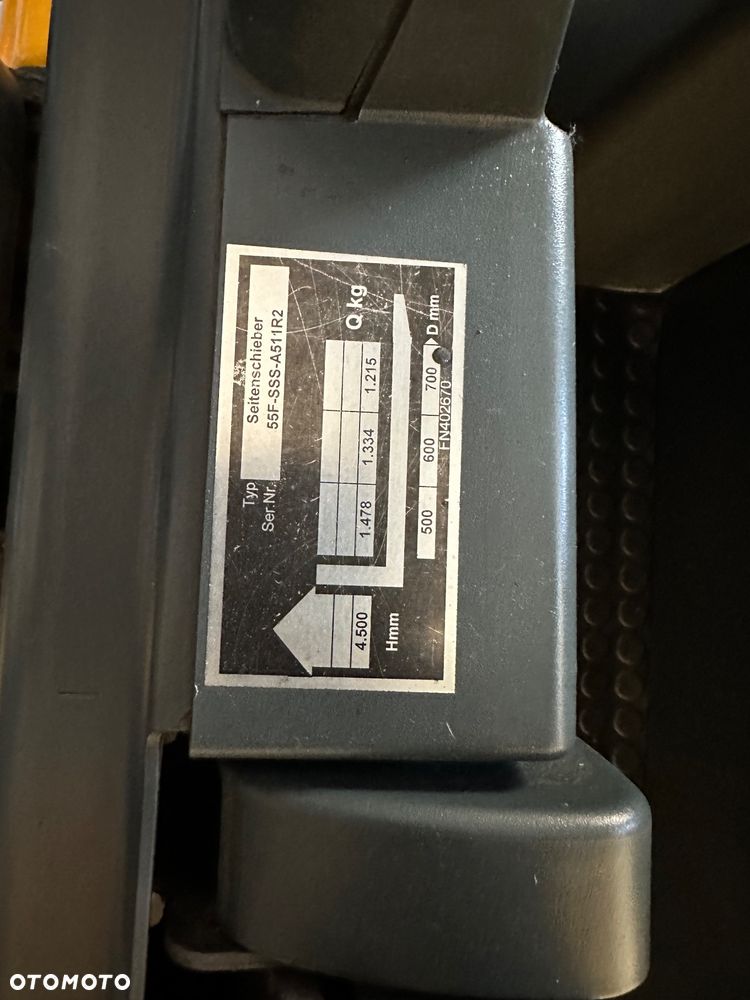 Typ Seitenschieber
Ser.Nr. 55F-SSS-A511R2
Q kg
4.500 1.478 1.334 1.215
Hmm
500 600 700 D mm
FN402670
OTOMOTO